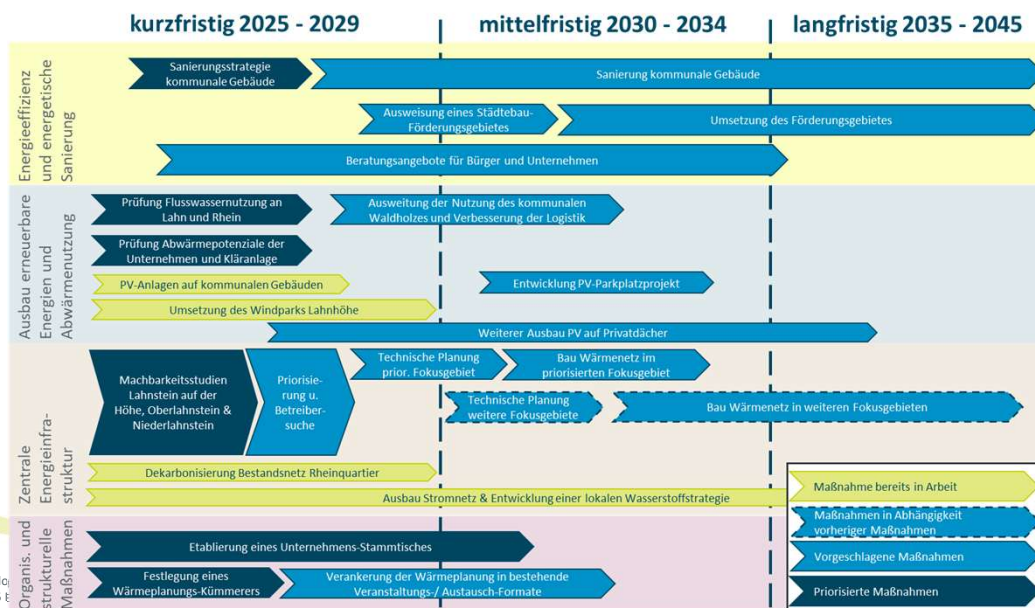 kurzfristig 2025 - 2029
mittelfristig 2030 - 2034
langfristig 2035 - 2045
Energieeffizienz
und energetische
Sanierung
Sanierungsstrategie
kommunale Gebäude
Sanierung kommunale Gebäude
Ausweisung eines Städtebau-
Förderungsgebietes
Umsetzung des Förderungsgebietes
Beratungsangebote für Bürger und Unternehmen
Ausbau erneuerbare
Energien und
Abwärmenutzung
Prüfung Flusswassernutzung an
Lahn und Rhein
Ausweitung der Nutzung des kommunalen
Waldholzes und Verbesserung der Logistik
Prüfung Abwärmepotenziale der
Unternehmen und Kläranlage
PV-Anlagen auf kommunalen Gebäuden
Entwicklung PV-Parkplatzprojekt
Umsetzung des Windparks Lahnhöhe
Weiterer Ausbau PV auf Privatdächer
Zentrale
Energieinfra-
struktur
Machbarkeitsstudien
Lahnstein auf der
Höhe, Oberlahnstein &
Niederlahnstein
Priorisie-
rung u.
Betreiber-
suche
Technische Planung
prior. Fokusgebiet
Bau Wärmenetz im
priorisierten Fokusgebiet
Technische Planung
weitere Fokusgebiete
Bau Wärmenetz in weiteren Fokusgebieten
Dekarbonisierung Bestandsnetz Rheinquartier
Ausbau Stromnetz & Entwicklung einer lokalen Wasserstoffstrategie
Organis. und
strukturelle
Maßnahmen
Etablierung eines Unternehmens-Stammtisches
Festlegung eines
Wärmeplanungs-Kümmerers
Verankerung der Wärmeplanung in bestehende
Veranstaltungs-/ Austausch-Formate
Maßnahme bereits in Arbeit
Maßnahmen in Abhängigkeit
vorheriger Maßnahmen
Vorgeschlagene Maßnahmen
Priorisierte Maßnahmen